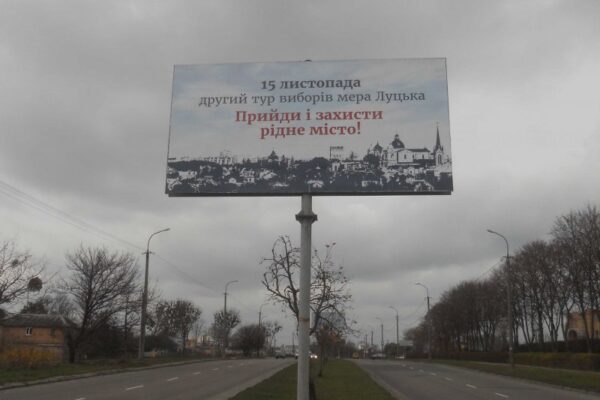 15 листопада
другий тур виборів мера Луцька
Прийди і захисти
рідне місто!